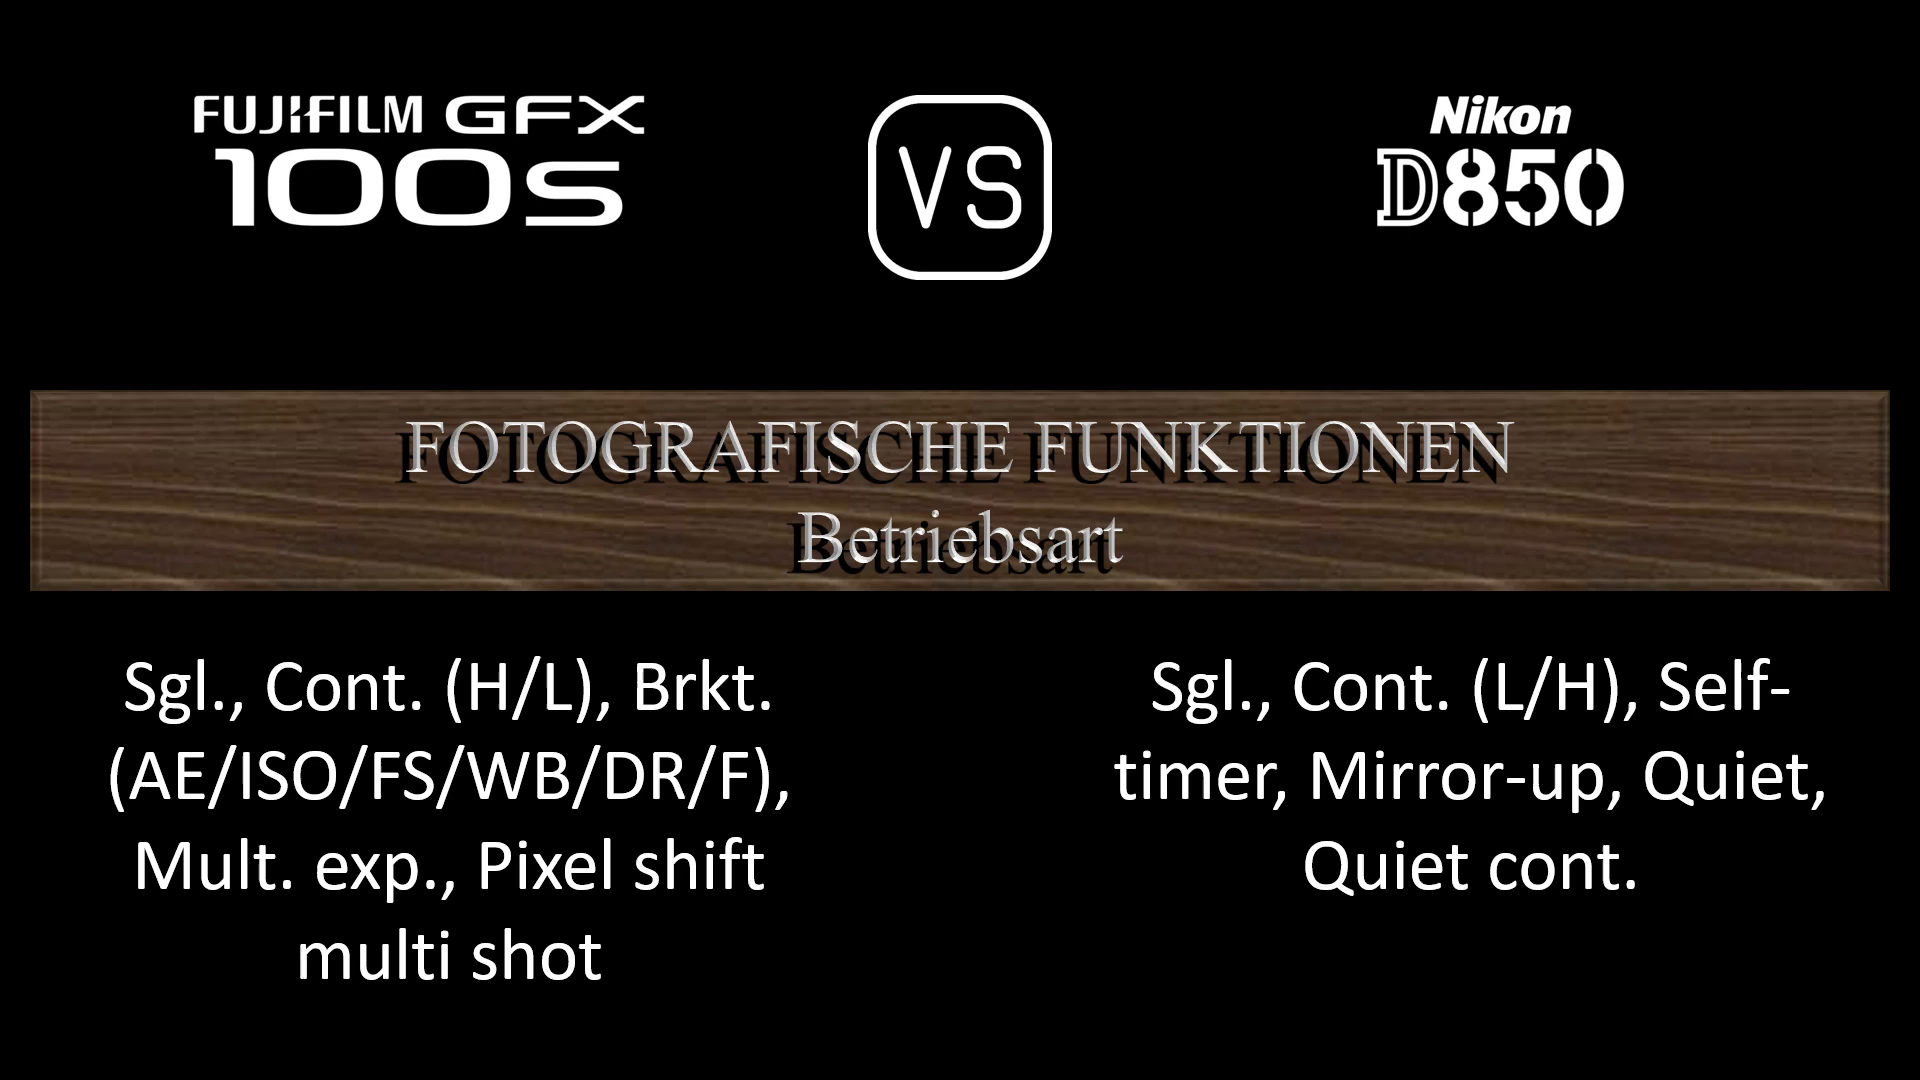 FUJIFILM GFX
100S
VS
Nikon
D850
FOTOGRAFISCHE FUNKTIONEN
Betriebsart
Sgl., Cont. (H/L), Brkt.
(AE/ISO/FS/WB/DR/F),
Mult. exp., Pixel shift
multi shot
Sgl., Cont. (L/H), Self-
timer, Mirror-up, Quiet,
Quiet cont.